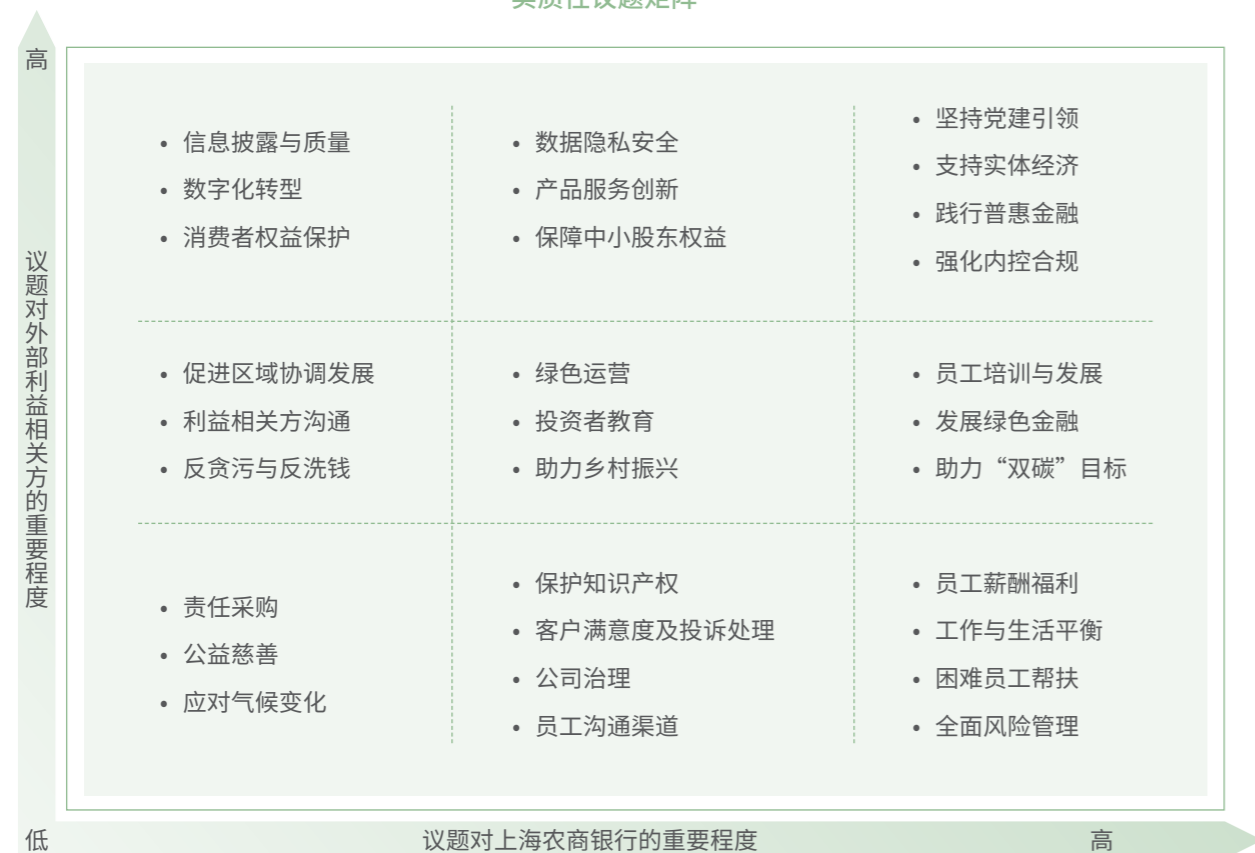 实质性议题矩阵
高
议题对外部利益相关方的重要程度
• 信息披露与质量
• 数字化转型
• 消费者权益保护
• 数据隐私安全
• 产品服务创新
• 保障中小股东权益
• 坚持党建引领
• 支持实体经济
• 践行普惠金融
• 强化内控合规
• 促进区域协调发展
• 利益相关方沟通
• 反贪污与反洗钱
• 绿色运营
• 投资者教育
• 助力乡村振兴
• 员工培训与发展
• 发展绿色金融
• 助力“双碳”目标
• 责任采购
• 公益慈善
• 应对气候变化
• 保护知识产权
• 客户满意度及投诉处理
• 公司治理
• 员工沟通渠道
• 员工薪酬福利
• 工作与生活平衡
• 困难员工帮扶
• 全面风险管理
低
议题对上海农商银行的重要程度
高